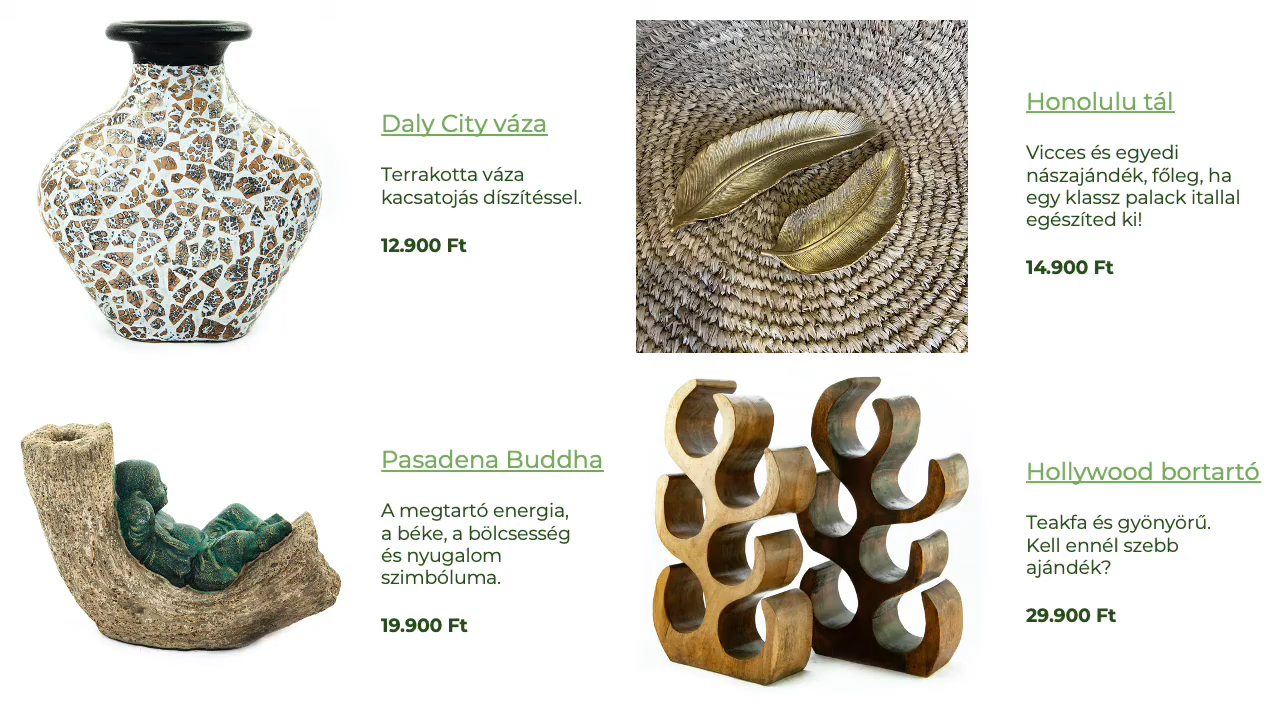 Daly City váza
Terrakotta váza
kacsatojás díszítéssel.
12.900 Ft
Honolulu tál
Vicces és egyedi
nászajándék, főleg, ha
egy klassz palack itallal
egészíted ki!
14.900 Ft
Pasadena Buddha
A megtartó energia,
a béke, a bölcsesség
és nyugalom
szimbóluma.
19.900 Ft
Hollywood bortartó
Teakfa és gyönyörű.
Kell ennél szebb
ajándék?
29.900 Ft